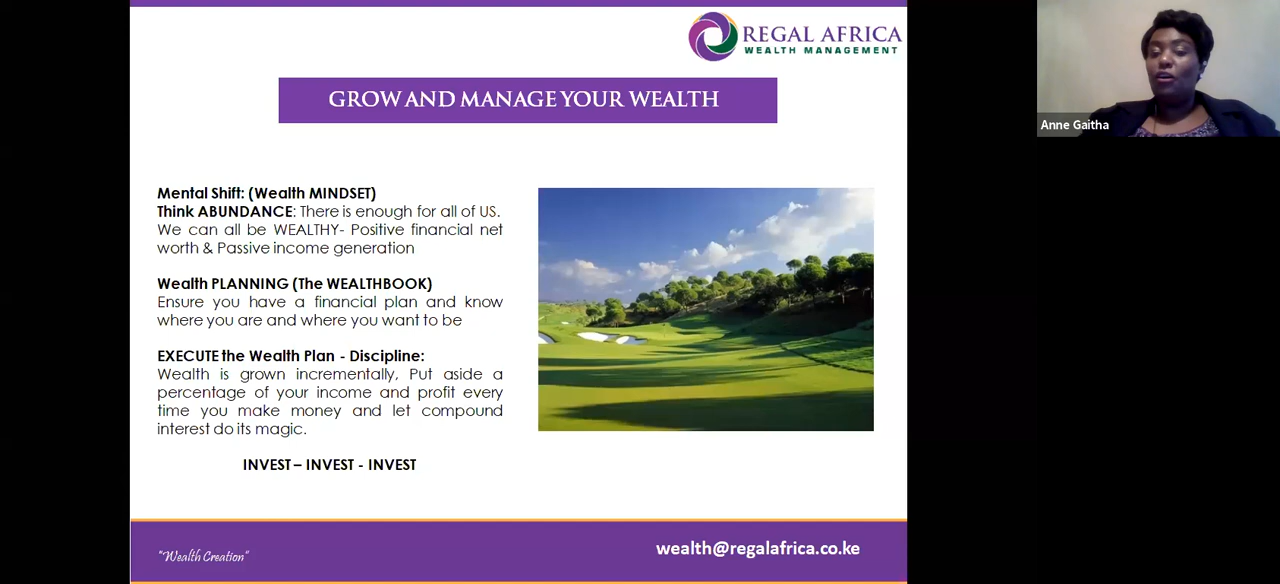 REGAL AFRICA
WEALTH MANAGEMENT
GROW AND MANAGE YOUR WEALTH
Mental Shift: (Wealth MINDSET)
Think ABUNDANCE: There is enough for all of US.
We can all be WEALTHY- Positive financial net
worth & Passive income generation
Wealth PLANNING (The WEALTHBOOK)
Ensure you have a financial plan and know
where you are and where you want to be
EXECUTE the Wealth Plan - Discipline:
Wealth is grown incrementally, Put aside a
percentage of your income and profit every
time you make money and let compound
interest do its magic.
INVEST – INVEST - INVEST
"Wealth Creation"
wealth@regalafrica.co.ke
Anne Gaitha